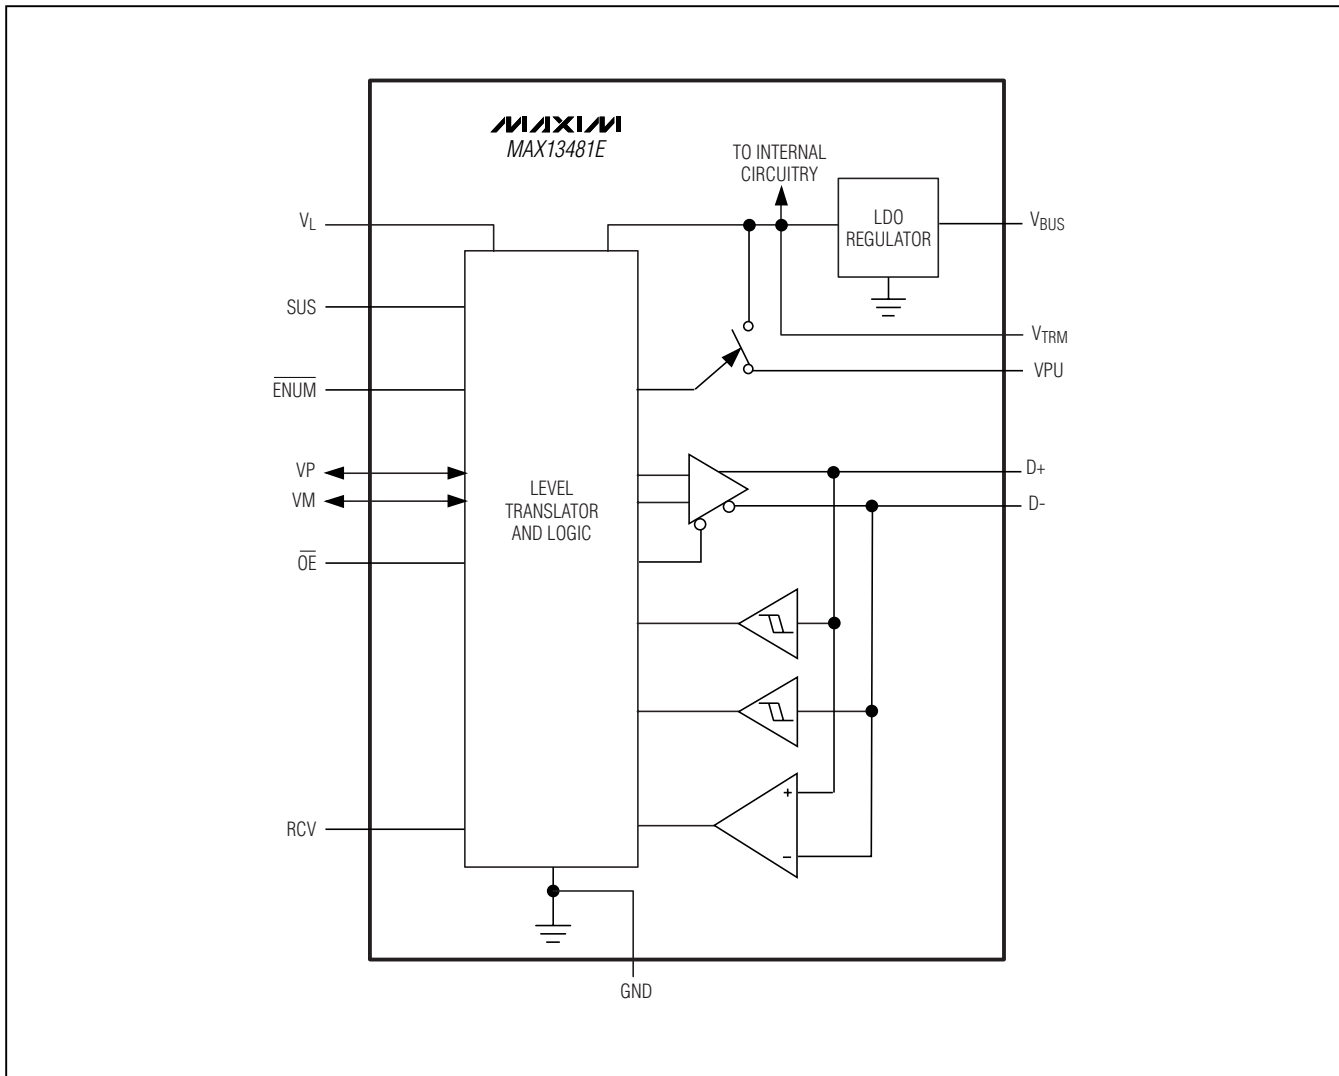 MAXIM
MAX13481E
TO INTERNAL
CIRCUITRY
LDO
REGULATOR
VL
VBUS
SUS
VTRM
VPU
ENUM
VP
VM
D+
D-
LEVEL
TRANSLATOR
AND LOGIC
OE
+
−
RCV
GND